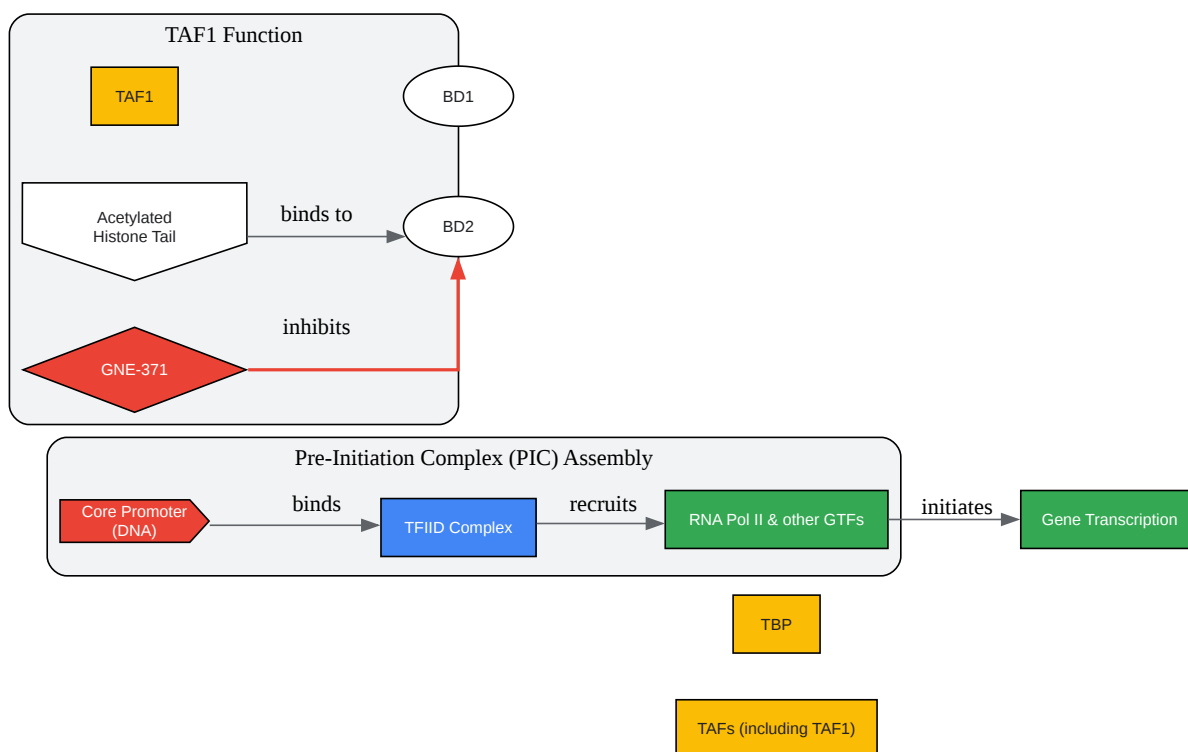 TAF1 Function
TAF1
BD1
Acetylated
Histone Tail
binds to
BD2
inhibits
GNE-371
Pre-Initiation Complex (PIC) Assembly
Core Promoter
(DNA)
binds
TFIID Complex
recruits
RNA Pol II & other GTFs
initiates
Gene Transcription
TBP
TAFs (including TAF1)